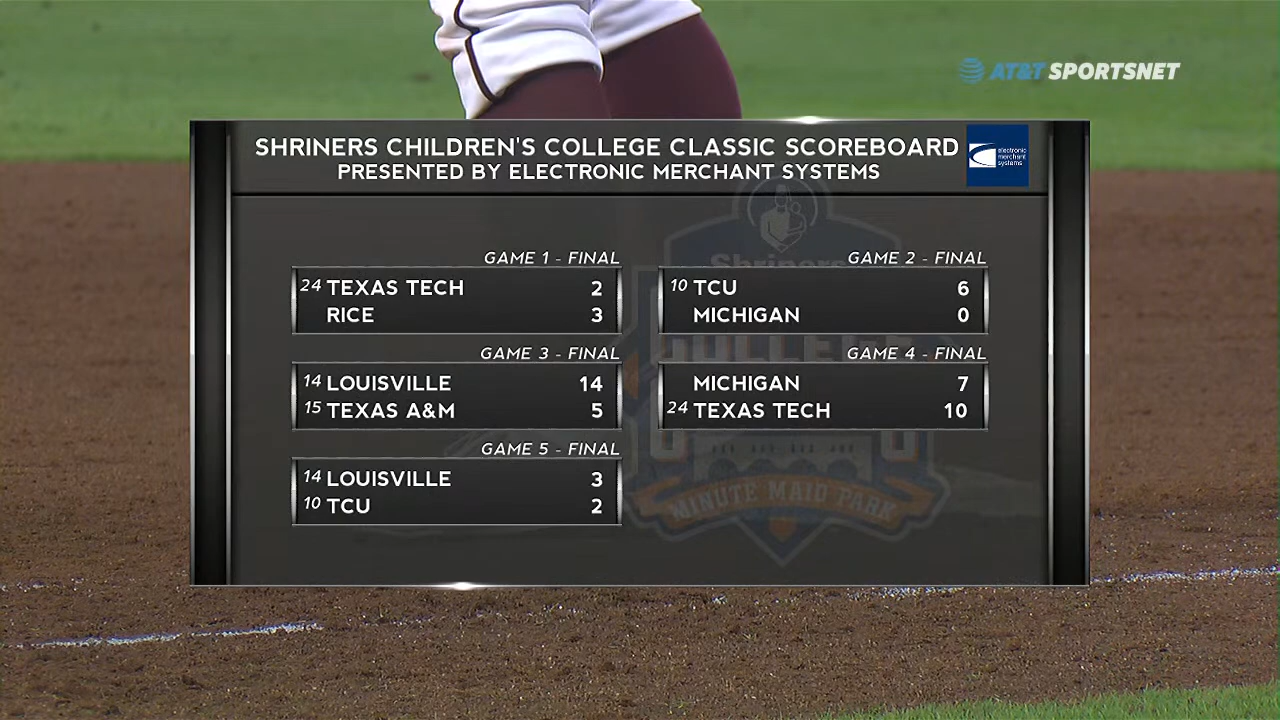 AT&T SPORTSNET
SHRINERS CHILDREN'S COLLEGE CLASSIC SCOREBOARD
PRESENTED BY ELECTRONIC MERCHANT SYSTEMS
electronic
merchant
systems
GAME 1 - FINAL
24 TEXAS TECH 2
RICE 3
GAME 2 - FINAL
10 TCU 6
MICHIGAN 0
GAME 3 - FINAL
14 LOUISVILLE 14
15 TEXAS A&M 5
GAME 4 - FINAL
MICHIGAN 7
24 TEXAS TECH 10
GAME 5 - FINAL
14 LOUISVILLE 3
10 TCU 2
Shriners
COLLEGE
MINUTE MAID PARK